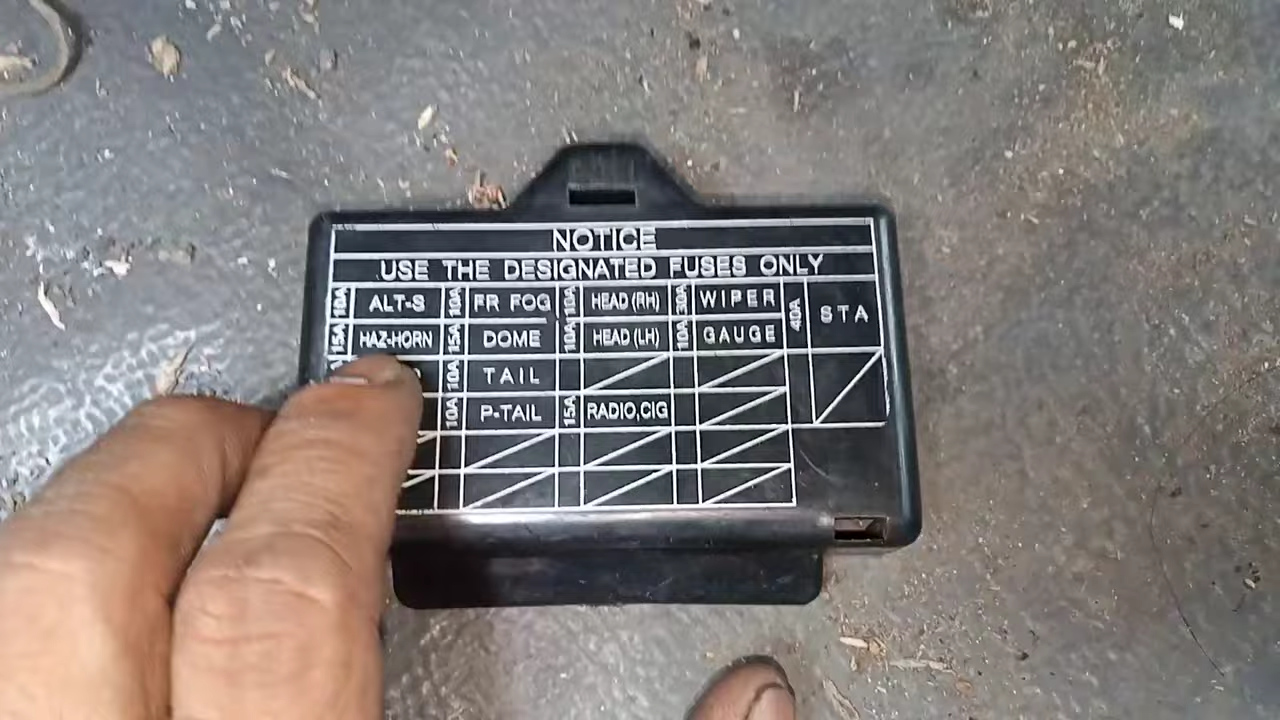 NOTICE
USE THE DESIGNATED FUSES ONLY
10A ALT-S 10A FR FOG 10A HEAD (RH) 30A WIPER 40A STA
15A HAZ-HORN 15A DOME 10A HEAD (LH) 10A GAUGE
10A TAIL
10A P-TAIL 15A RADIO,CIG